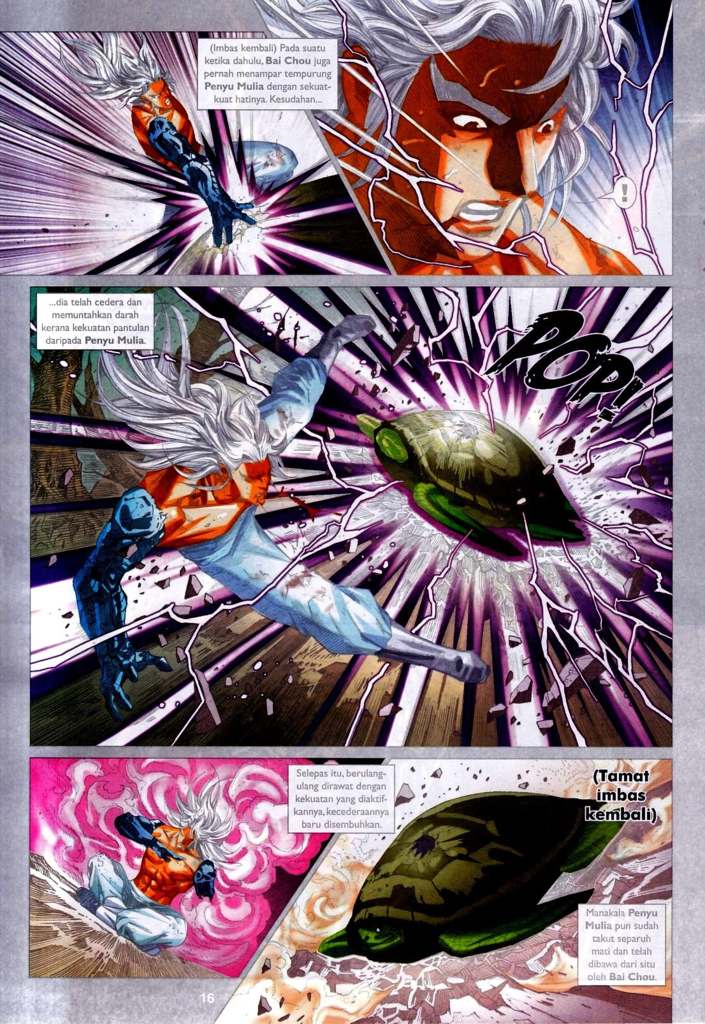 (Imbas kembali) Pada suatu
ketika dahulu, Bai Chou juga
pernah menampar tempurung
Penyu Mulia dengan sekuat-
kuat hatinya. Kesudahan...
!
...dia telah cedera dan
memuntahkan darah
kerana kekuatan pantulan
daripada Penyu Mulia.
POP!
Selepas itu, berulang-
ulang dirawat dengan
kekuatan yang diaktif-
kannya, kecederaannya
baru disembuhkan.
(Tamat
imbas
kembali)
Manakala Penyu
Mulia pun sudah
takut separuh
mati dan telah
dibawa dari situ
oleh Bai Chou.
16